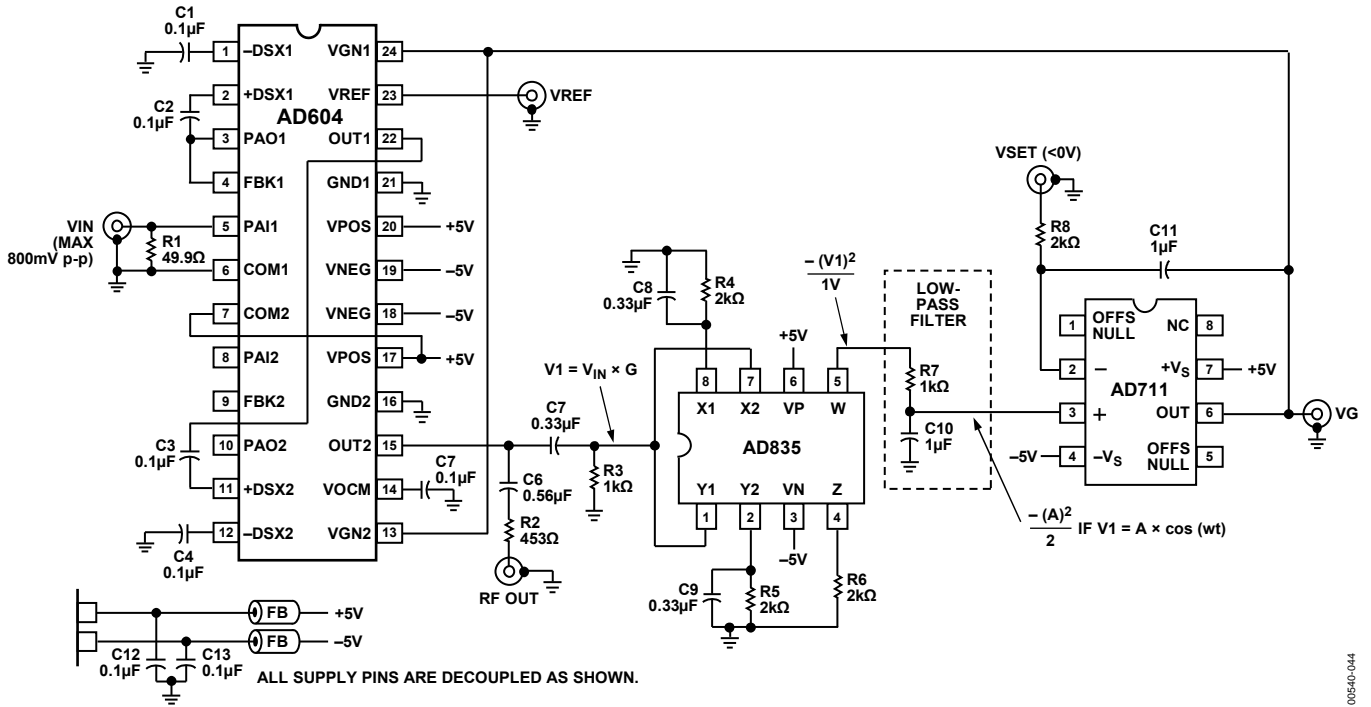 C1
0.1µF
1 –DSX1
VGN1 24
2 +DSX1
VREF 23
VREF
C2
0.1µF
AD604
3 PAO1
OUT1 22
4 FBK1
GND1 21
VIN
(MAX
800mV p-p)
R1
49.9Ω
5 PAI1
VPOS 20
+5V
6 COM1
VNEG 19
–5V
7 COM2
VNEG 18
–5V
8 PAI2
VPOS 17
+5V
9 FBK2
GND2 16
C3
0.1µF
10 PAO2
OUT2 15
11 +DSX2
VOCM 14
C7
0.1µF
12 –DSX2
VGN2 13
C4
0.1µF
C6
0.56µF
R2
453Ω
RF OUT
C7
0.33µF
V1 = VIN × G
R3
1kΩ
C8
0.33µF
R4
2kΩ
–(V1)²
1V
+5V
8 7 6 5
X1 X2 VP W
AD835
Y1 Y2 VN Z
1 2 3 4
–5V
C9
0.33µF
R5
2kΩ
R6
2kΩ
LOW-
PASS
FILTER
R7
1kΩ
C10
1µF
–(A)²
2
IF V1 = A × cos (wt)
VSET (<0V)
R8
2kΩ
C11
1µF
1 OFFS
NULL
NC 8
2 –
+VS 7
+5V
AD711
3 +
OUT 6
VG
–5V
4 –VS
OFFS
NULL 5
FB
+5V
FB
–5V
C12
0.1µF
C13
0.1µF
ALL SUPPLY PINS ARE DECOUPLED AS SHOWN.
00540-044